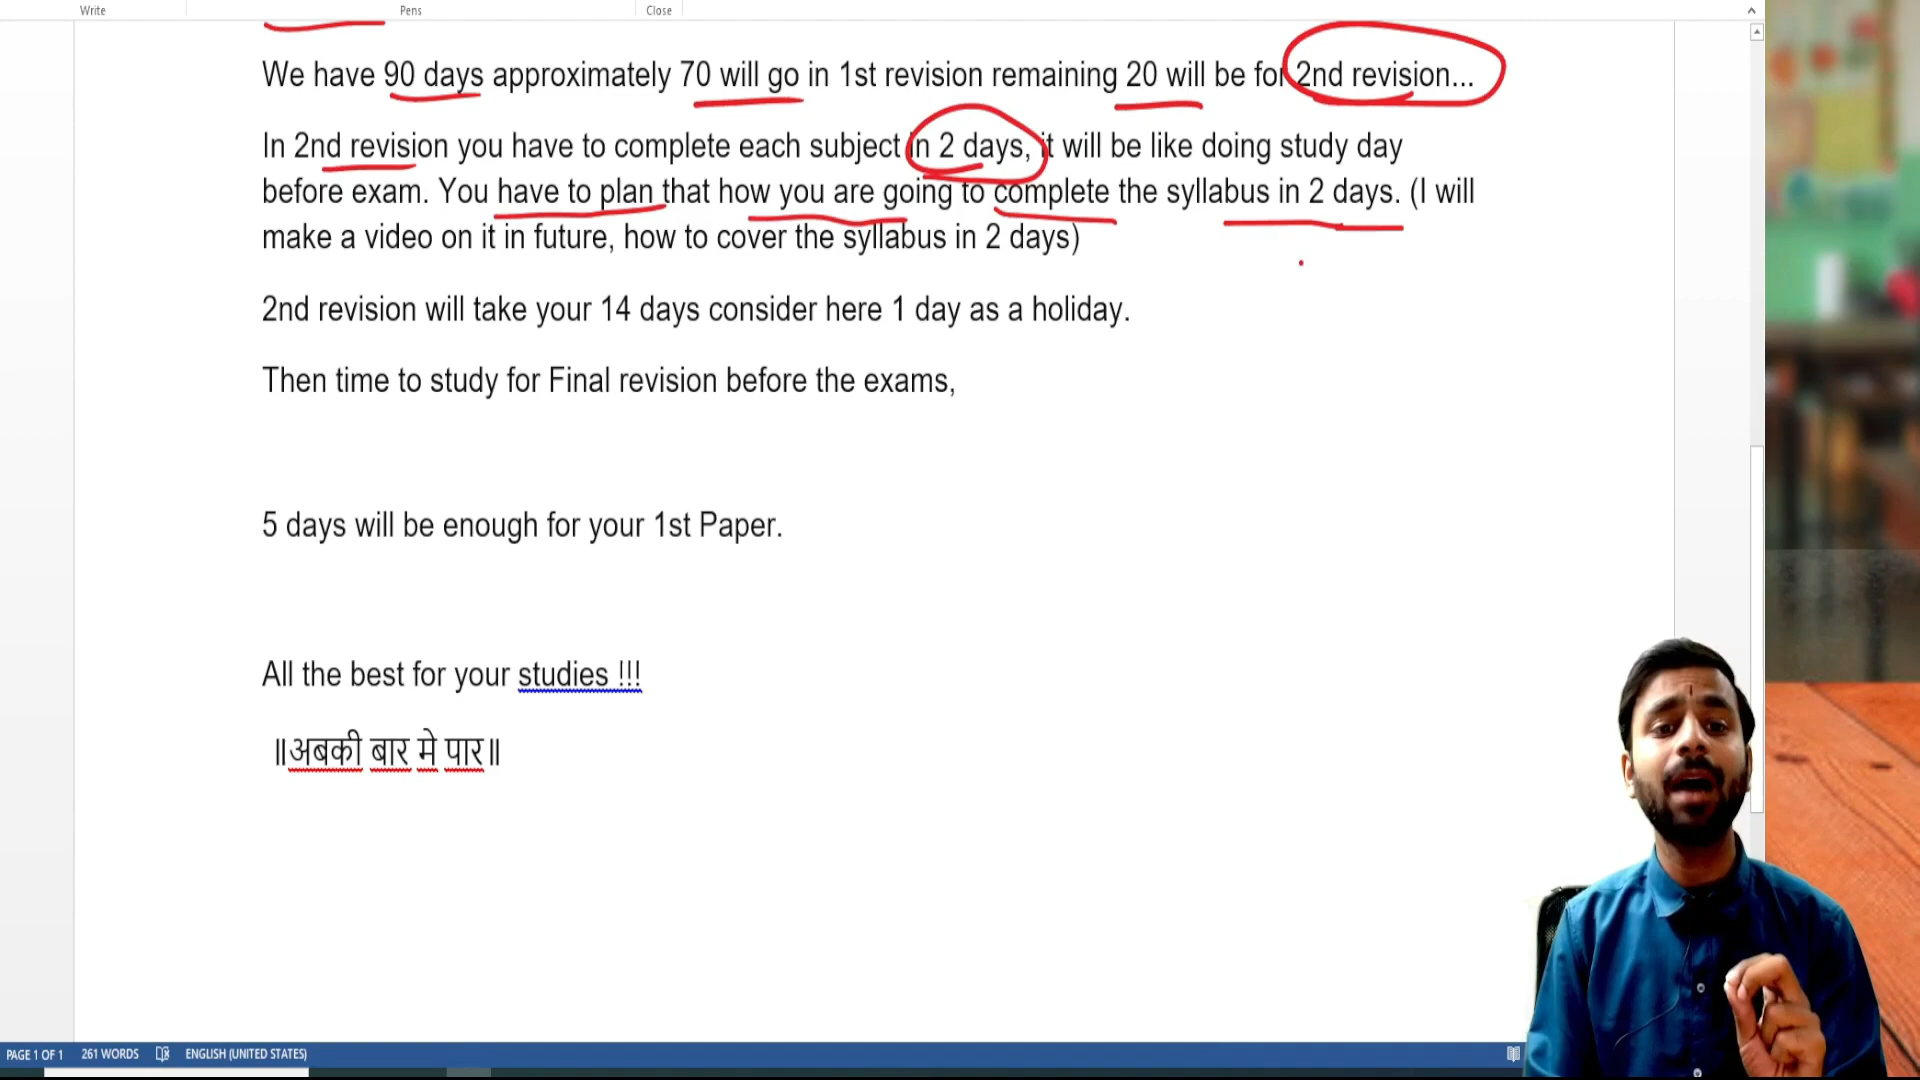 Write Pens Close
We have 90 days approximately 70 will go in 1st revision remaining 20 will be for 2nd revision...
In 2nd revision you have to complete each subject in 2 days, it will be like doing study day
before exam. You have to plan that how you are going to complete the syllabus in 2 days. (I will
make a video on it in future, how to cover the syllabus in 2 days)
2nd revision will take your 14 days consider here 1 day as a holiday.
Then time to study for Final revision before the exams,
5 days will be enough for your 1st Paper.
All the best for your studies !!!
॥अबकी बार मे पार॥
PAGE 1 OF 1 261 WORDS ENGLISH (UNITED STATES)